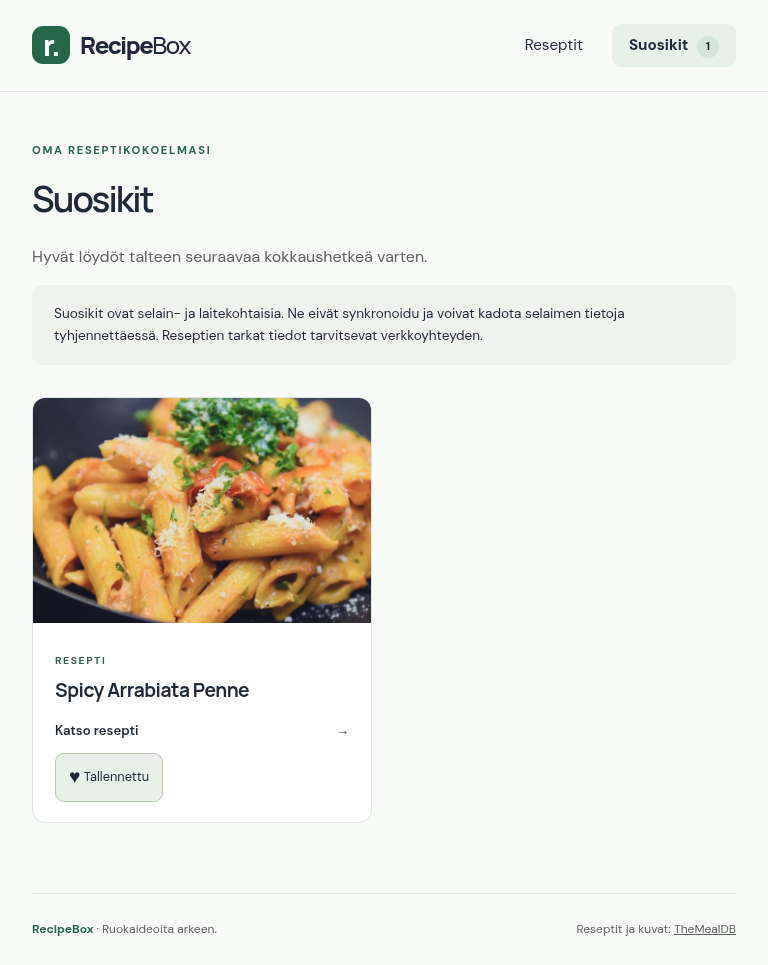 r. RecipeBox
Reseptit
Suosikit 1
OMA RESEPTIKOKOELMASI
Suosikit
Hyvät löydöt talteen seuraavaa kokkaushetkeä varten.
Suosikit ovat selain- ja laitekohtaisia. Ne eivät synkronoidu ja voivat kadota selaimen tietoja
tyhjennettäessä. Reseptien tarkat tiedot tarvitsevat verkkoyhteyden.
RESEPTI
Spicy Arrabiata Penne
Katso resepti →
♥ Tallennettu
RecipeBox · Ruokaideoita arkeen.
Reseptit ja kuvat: TheMealDB